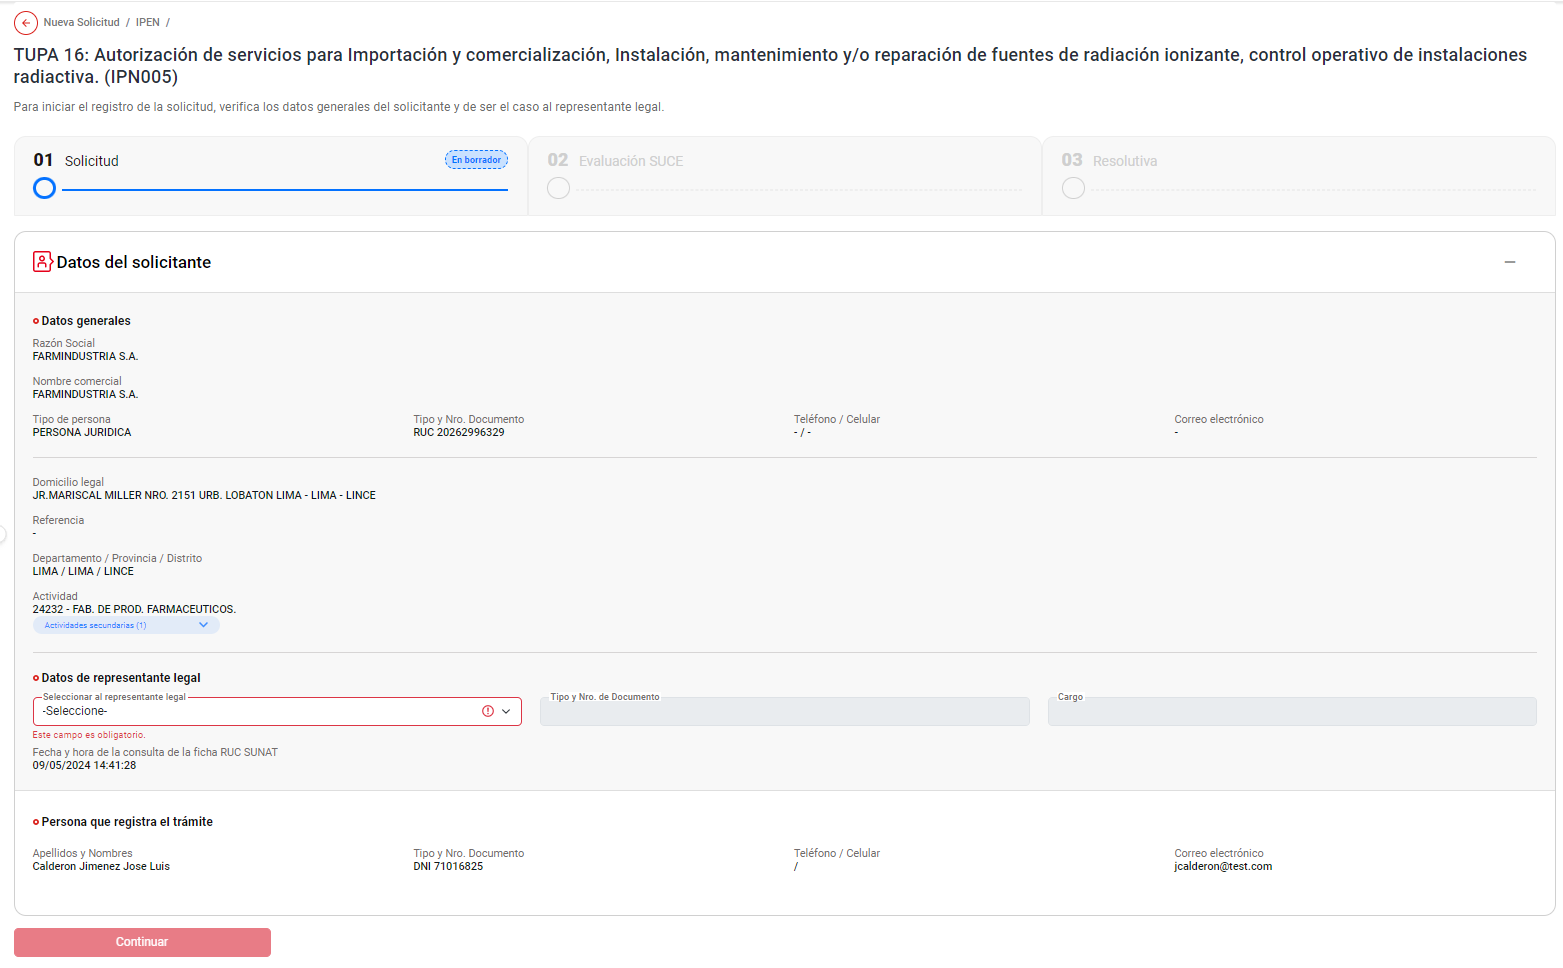 Nueva Solicitud / IPEN /
TUPA 16: Autorización de servicios para Importación y comercialización, Instalación, mantenimiento y/o reparación de fuentes de radiación ionizante, control operativo de instalaciones
radiactiva. (IPN005)
Para iniciar el registro de la solicitud, verifica los datos generales del solicitante y de ser el caso al representante legal.
01 Solicitud En borrador
02 Evaluación SUCE
03 Resolutiva
Datos del solicitante
Datos generales
Razón Social
FARMINDUSTRIA S.A.
Nombre comercial
FARMINDUSTRIA S.A.
Tipo de persona
PERSONA JURIDICA
Tipo y Nro. Documento
RUC 20262996329
Teléfono / Celular
- / -
Correo electrónico
-
Domicilio legal
JR.MARISCAL MILLER NRO. 2151 URB. LOBATON LIMA - LIMA - LINCE
Referencia
-
Departamento / Provincia / Distrito
LIMA / LIMA / LINCE
Actividad
24232 - FAB. DE PROD. FARMACEUTICOS.
Actividades secundarias (1)
Datos de representante legal
Seleccionar al representante legal
-Seleccione-
Tipo y Nro. de Documento
Cargo
Este campo es obligatorio.
Fecha y hora de la consulta de la ficha RUC SUNAT
09/05/2024 14:41:28
Persona que registra el trámite
Apellidos y Nombres
Calderon Jimenez Jose Luis
Tipo y Nro. Documento
DNI 71016825
Teléfono / Celular
/
Correo electrónico
jcalderon@test.com
Continuar